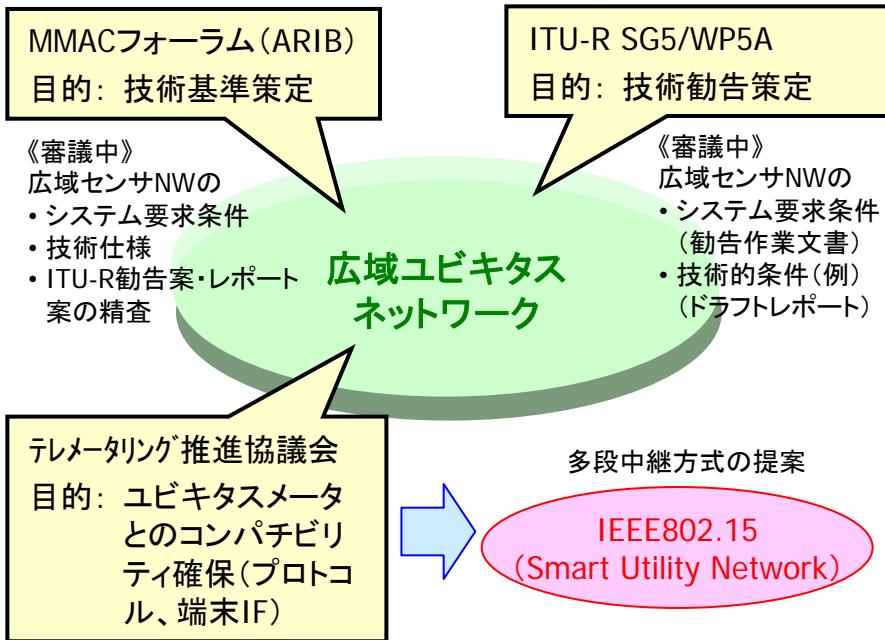 MMACフォーラム（ARIB）
目的： 技術基準策定
ITU-R SG5/WP5A
目的： 技術勧告策定
《審議中》
広域センサNWの
・システム要求条件
・技術仕様
・ITU-R勧告案・レポート
案の精査
《審議中》
広域センサNWの
・システム要求条件
（勧告作業文書）
・技術的条件（例）
（ドラフトレポート）
広域ユビキタス
ネットワーク
ﾃﾚﾒｰﾀﾘﾝｸﾞ推進協議会
目的： ユビキタスメータ
とのコンパチビリ
ティ確保（プロトコ
ル、端末IF）
多段中継方式の提案
IEEE802.15
（Smart Utility Network）